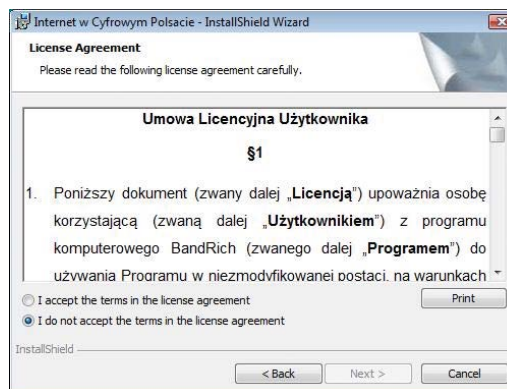 Internet w Cyfrowym Polsacie - InstallShield Wizard
License Agreement
Please read the following license agreement carefully.
Umowa Licencyjna Użytkownika
§1
1. Poniższy dokument (zwany dalej „Licencją”) upoważnia osobę
korzystającą (zwaną dalej „Użytkownikiem”) z programu
komputerowego BandRich (zwanego dalej „Programem”) do
używania Programu w niezmodyfikowanej postaci, na warunkach
I accept the terms in the license agreement
Print
I do not accept the terms in the license agreement
InstallShield
< Back Next > Cancel